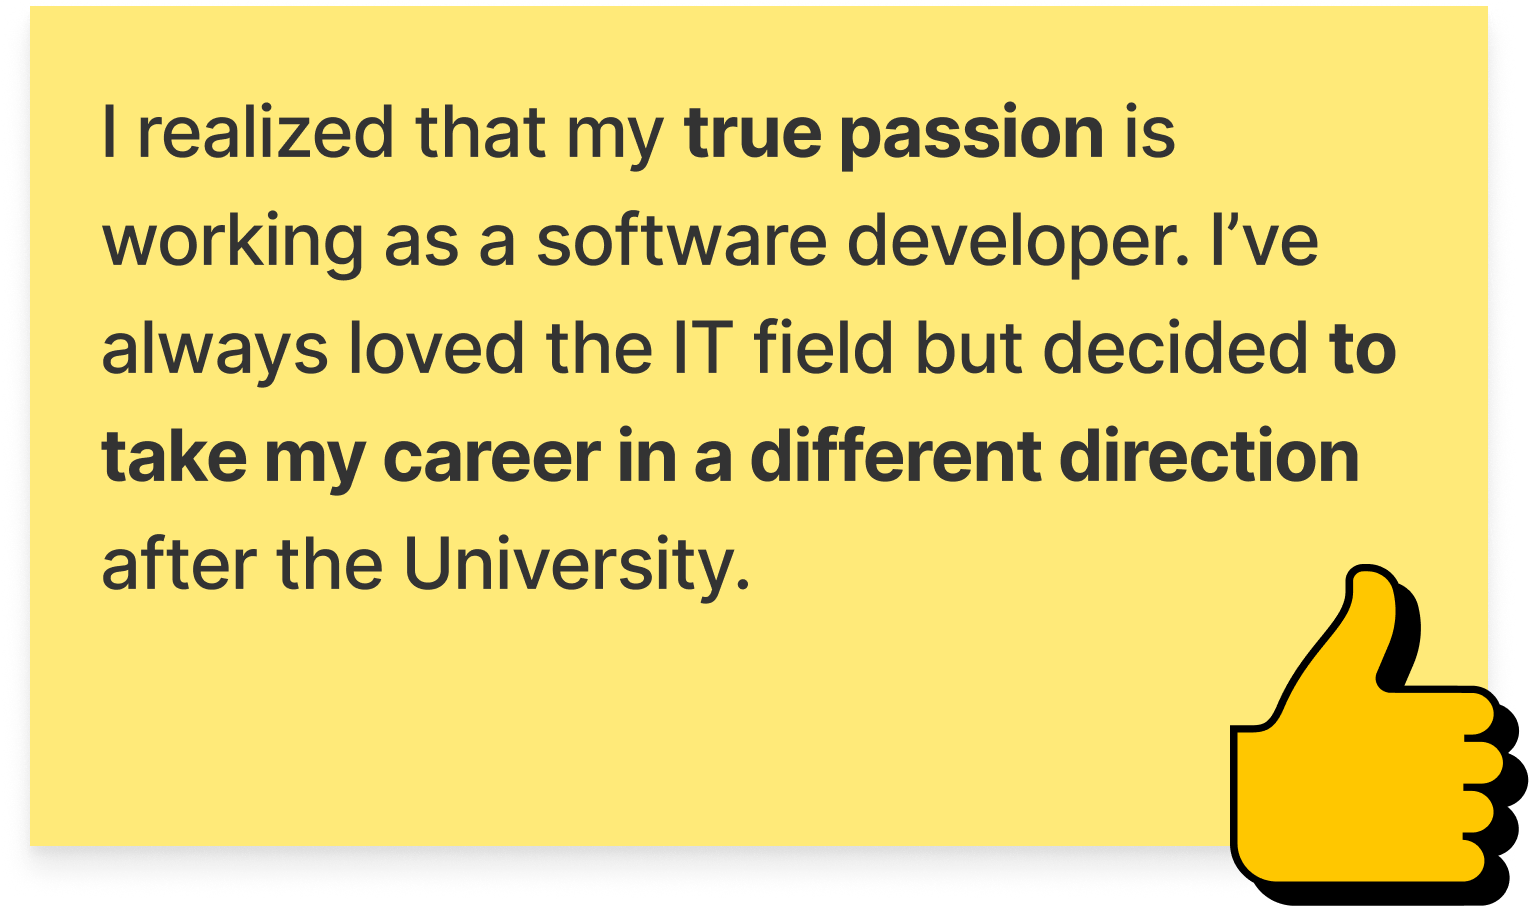 I realized that my true passion is
working as a software developer. I’ve
always loved the IT field but decided to
take my career in a different direction
after the University.